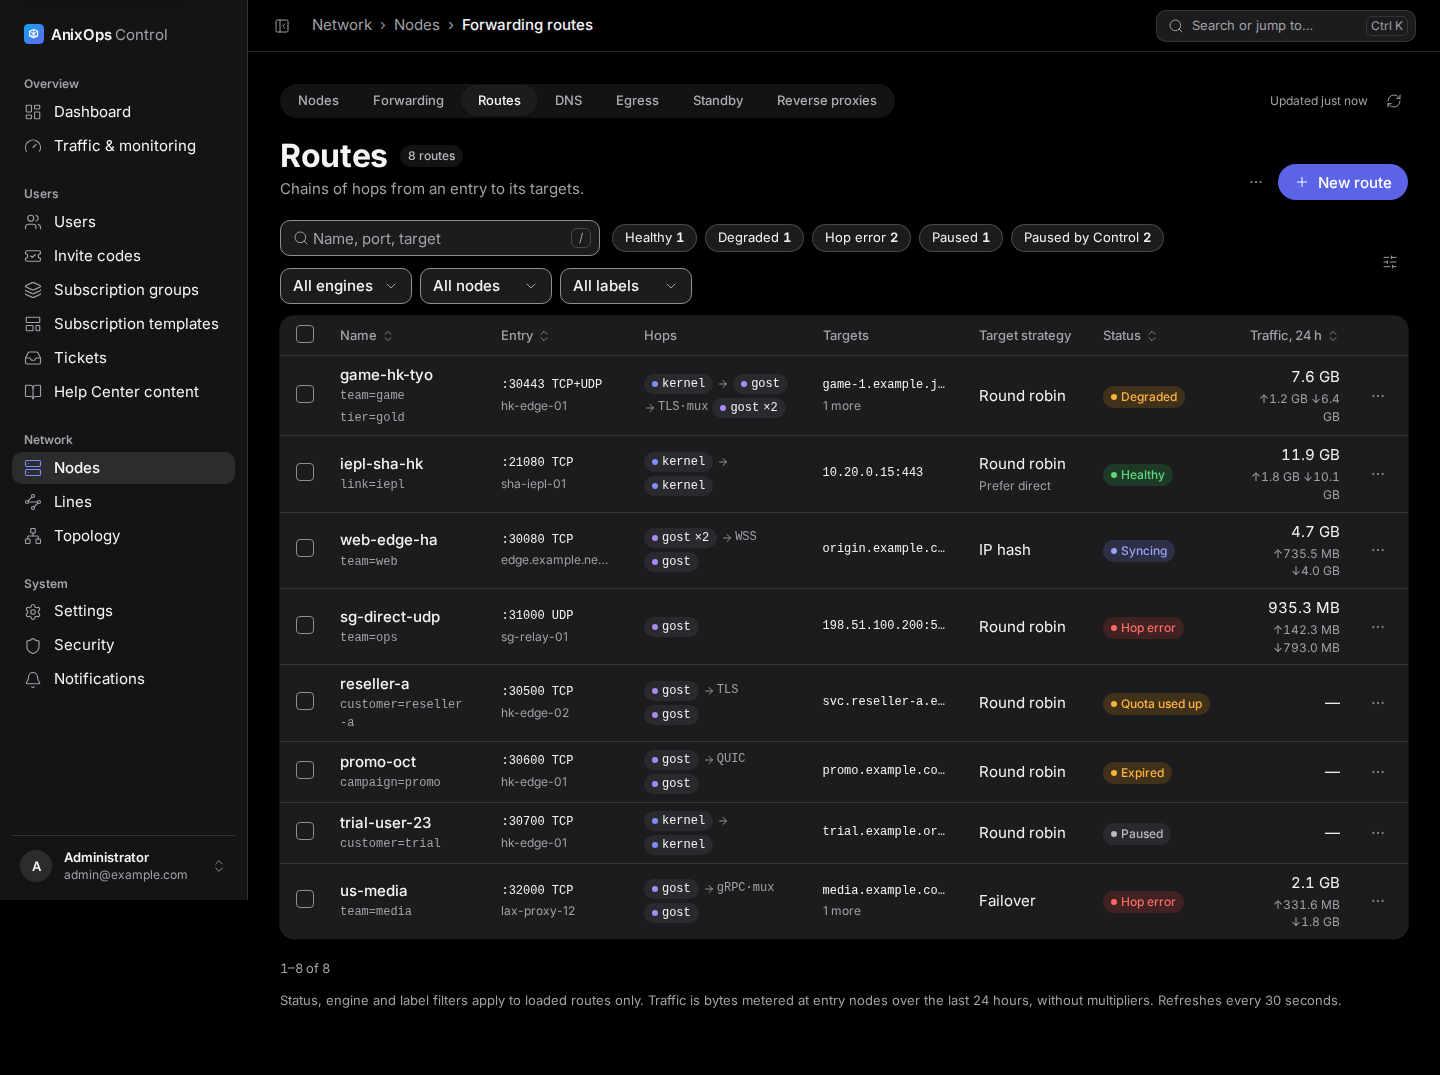 AnixOps Control
Network › Nodes › Forwarding routes
Search or jump to... Ctrl K
Overview
Dashboard
Traffic & monitoring
Users
Users
Invite codes
Subscription groups
Subscription templates
Tickets
Help Center content
Network
Nodes
Lines
Topology
System
Settings
Security
Notifications
A
Administrator
admin@example.com
Nodes Forwarding Routes DNS Egress Standby Reverse proxies
Updated just now
Routes 8 routes
Chains of hops from an entry to its targets.
New route
Name, port, target /
Healthy 1 Degraded 1 Hop error 2 Paused 1 Paused by Control 2
All engines All nodes All labels
Name Entry Hops Targets Target strategy Status Traffic, 24 h
game-hk-tyo
team=game
tier=gold
:30443 TCP+UDP
hk-edge-01
kernel → gost
→ TLS·mux gost ×2
game-1.example.j…
1 more
Round robin
Degraded
7.6 GB
↑1.2 GB ↓6.4
GB
iepl-sha-hk
link=iepl
:21080 TCP
sha-iepl-01
kernel →
kernel
10.20.0.15:443
Round robin
Prefer direct
Healthy
11.9 GB
↑1.8 GB ↓10.1
GB
web-edge-ha
team=web
:30080 TCP
edge.example.ne…
gost ×2 → WSS
gost
origin.example.c…
IP hash
Syncing
4.7 GB
↑735.5 MB
↓4.0 GB
sg-direct-udp
team=ops
:31000 UDP
sg-relay-01
gost
198.51.100.200:5…
Round robin
Hop error
935.3 MB
↑142.3 MB
↓793.0 MB
reseller-a
customer=reseller
-a
:30500 TCP
hk-edge-02
gost → TLS
gost
svc.reseller-a.e…
Round robin
Quota used up
—
promo-oct
campaign=promo
:30600 TCP
hk-edge-01
gost → QUIC
gost
promo.example.co…
Round robin
Expired
—
trial-user-23
customer=trial
:30700 TCP
hk-edge-01
kernel →
kernel
trial.example.or…
Round robin
Paused
—
us-media
team=media
:32000 TCP
lax-proxy-12
gost → gRPC·mux
gost
media.example.co…
1 more
Failover
Hop error
2.1 GB
↑331.6 MB
↓1.8 GB
1–8 of 8
Status, engine and label filters apply to loaded routes only. Traffic is bytes metered at entry nodes over the last 24 hours, without multipliers. Refreshes every 30 seconds.